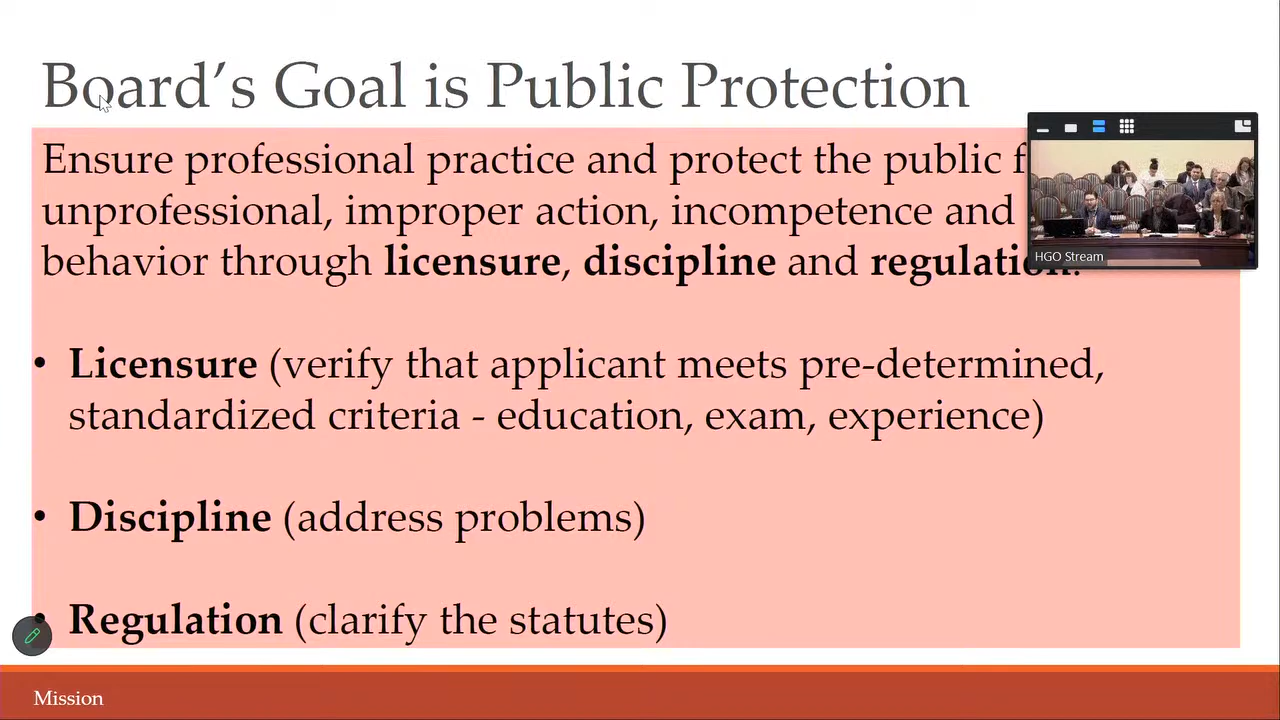 Board's Goal is Public Protection
Ensure professional practice and protect the public f
unprofessional, improper action, incompetence and
behavior through licensure, discipline and regulation.
HGO Stream
• Licensure (verify that applicant meets pre-determined,
standardized criteria - education, exam, experience)
• Discipline (address problems)
• Regulation (clarify the statutes)
Mission